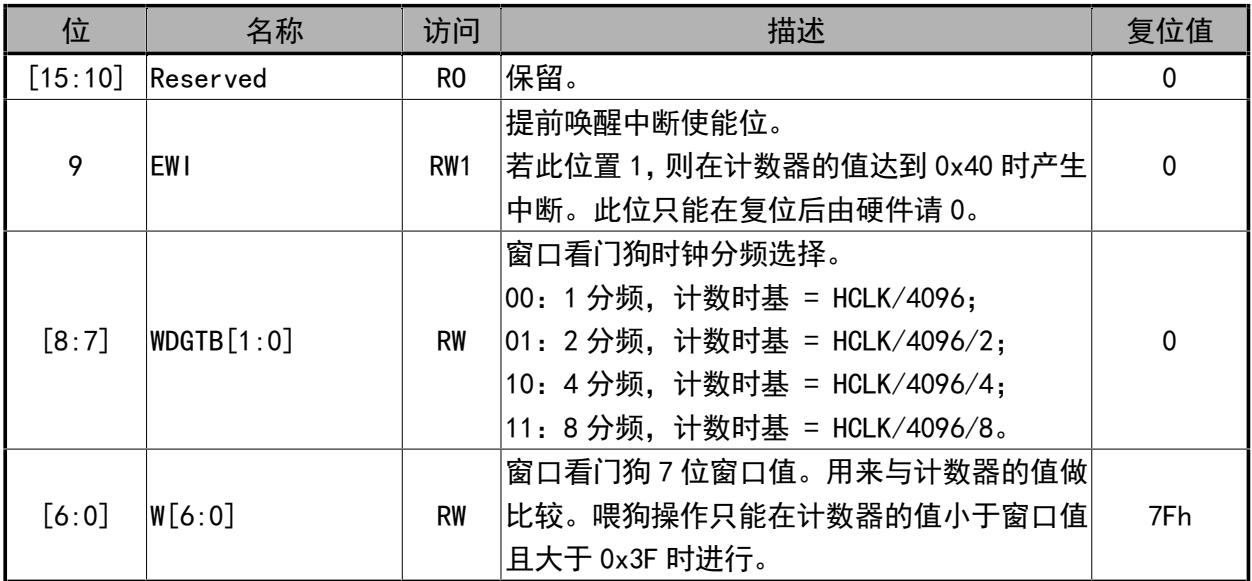 位 名称 访问 描述 复位值
[15:10] Reserved RO 保留。 0
提前唤醒中断使能位。
9 EWI RW1 若此位置 1,则在计数器的值达到 0x40 时产生 0
中断。此位只能在复位后由硬件请 0。
窗口看门狗时钟分频选择。
00：1 分频，计数时基 = HCLK/4096；
[8:7] WDGTB[1:0] RW 01：2 分频，计数时基 = HCLK/4096/2； 0
10：4 分频，计数时基 = HCLK/4096/4；
11：8 分频，计数时基 = HCLK/4096/8。
窗口看门狗 7 位窗口值。用来与计数器的值做
[6:0] W[6:0] RW 比较。喂狗操作只能在计数器的值小于窗口值 7Fh
且大于 0x3F 时进行。